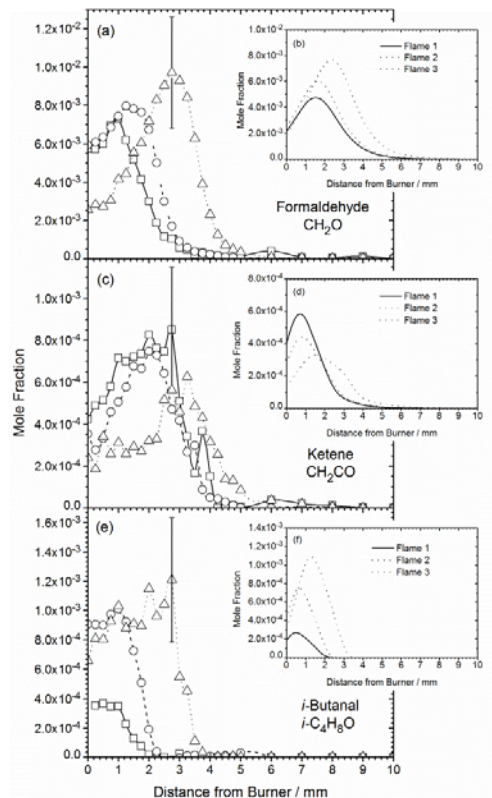 (a)
1.2x10⁻²
1.0x10⁻²
8.0x10⁻³
6.0x10⁻³
4.0x10⁻³
2.0x10⁻³
0.0
(b)
Flame 1
Flame 2
Flame 3
1.0x10⁻²
8.0x10⁻³
6.0x10⁻³
4.0x10⁻³
2.0x10⁻³
0.0
Mole Fraction
0 1 2 3 4 5 6 7 8 9 10
Distance from Burner / mm
Formaldehyde
CH₂O
(c)
1.0x10⁻³
8.0x10⁻⁴
6.0x10⁻⁴
4.0x10⁻⁴
2.0x10⁻⁴
0.0
Mole Fraction
(d)
Flame 1
Flame 2
Flame 3
8.0x10⁻⁴
6.0x10⁻⁴
4.0x10⁻⁴
2.0x10⁻⁴
0.0
Mole Fraction
0 1 2 3 4 5 6 7 8 9 10
Distance from Burner / mm
Ketene
CH₂CO
(e)
1.6x10⁻³
1.4x10⁻³
1.2x10⁻³
1.0x10⁻³
8.0x10⁻⁴
6.0x10⁻⁴
4.0x10⁻⁴
2.0x10⁻⁴
0.0
(f)
Flame 1
Flame 2
Flame 3
1.2x10⁻³
1.0x10⁻³
8.0x10⁻⁴
6.0x10⁻⁴
4.0x10⁻⁴
2.0x10⁻⁴
0.0
Mole Fraction
0 1 2 3 4 5 6 7 8 9 10
Distance from Burner / mm
i-Butanal
i-C₄H₈O
0 1 2 3 4 5 6 7 8 9 10
Distance from Burner / mm